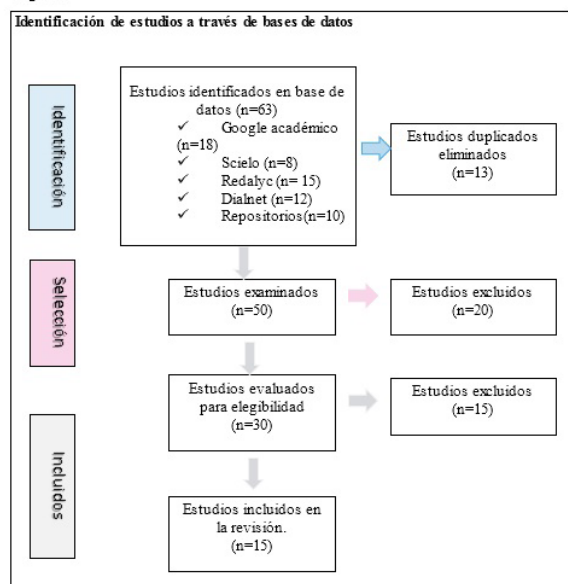 Identificación de estudios a través de bases de datos
Identificación
Estudios identificados en base de
datos (n=63)
✓ Google académico
(n=18)
✓ Scielo (n=8)
✓ Redalyc (n= 15)
✓ Dialnet (n=12)
✓ Repositorios(n=10)
Estudios duplicados
eliminados
(n=13)
Selección
Estudios examinados
(n=50)
Estudios excluidos
(n=20)
Estudios evaluados
para elegibilidad
(n=30)
Estudios excluidos
(n=15)
Incluidos
Estudios incluidos en
la revisión.
(n=15)